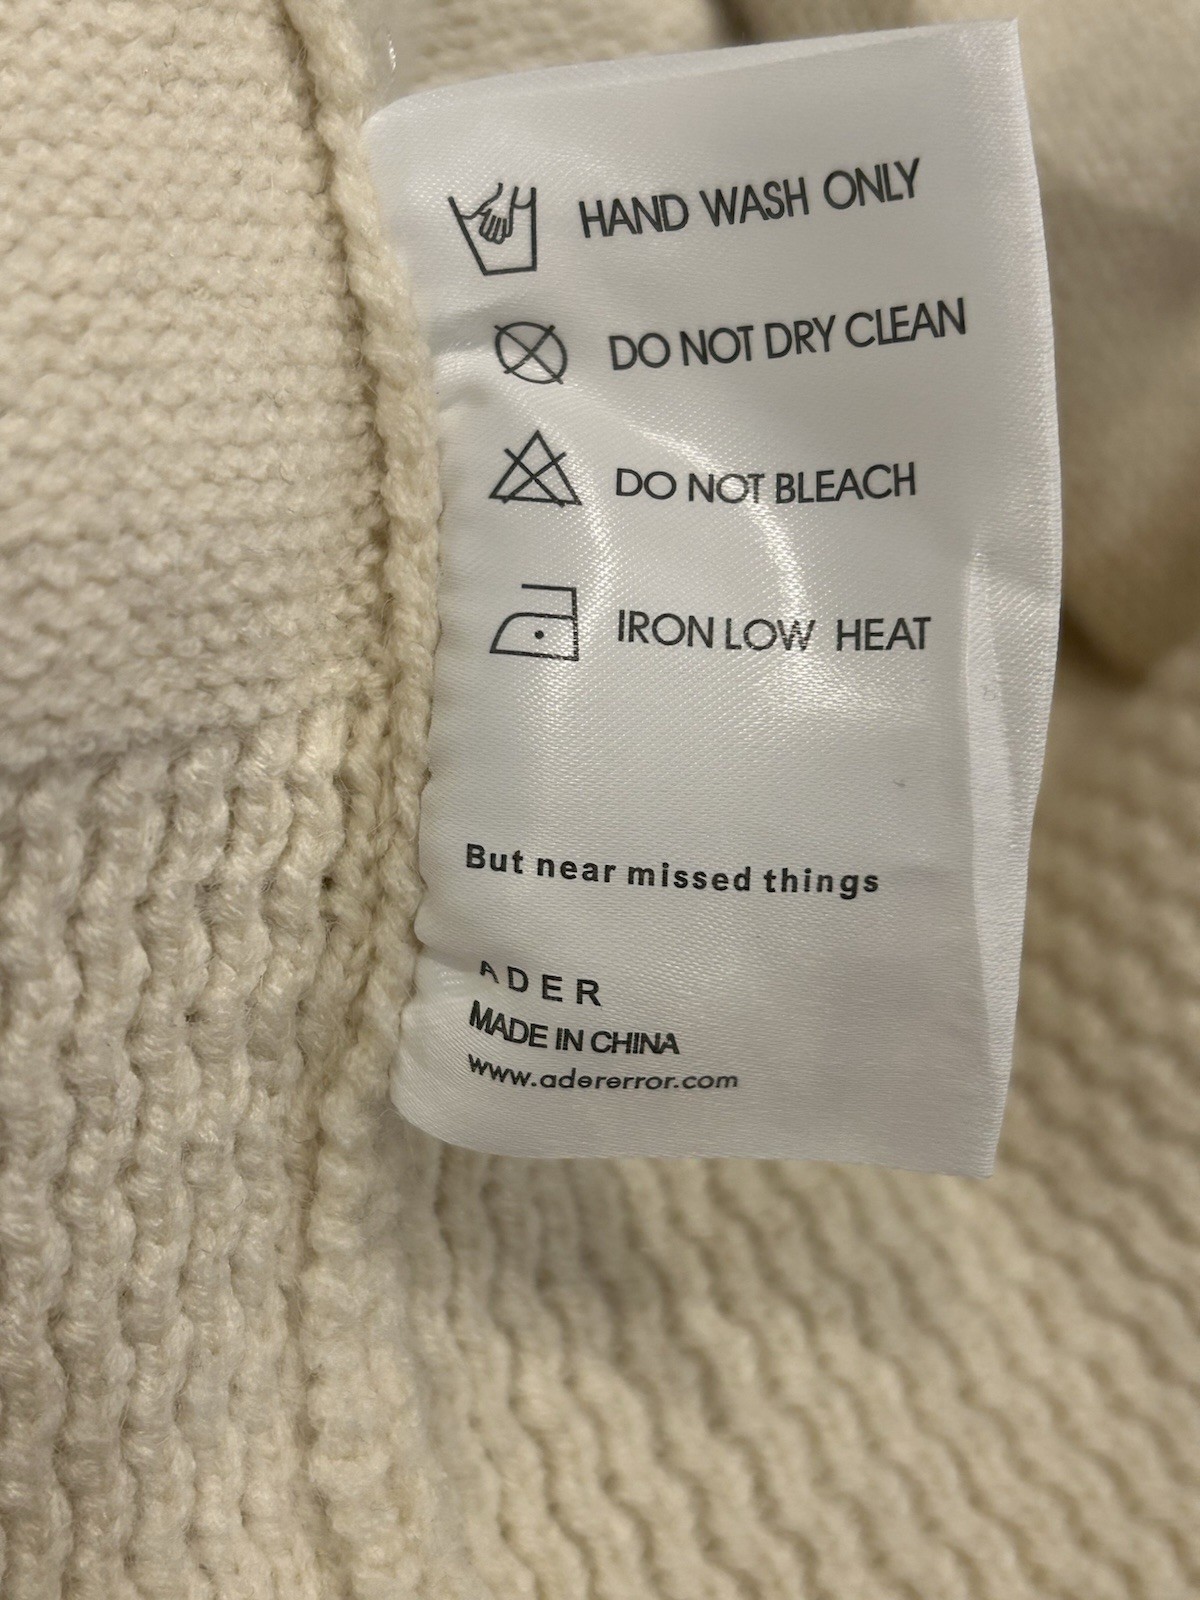 HAND WASH ONLY
DO NOT DRY CLEAN
DO NOT BLEACH
IRON LOW HEAT
But near missed things
ADER
MADE IN CHINA
www.adererror.com